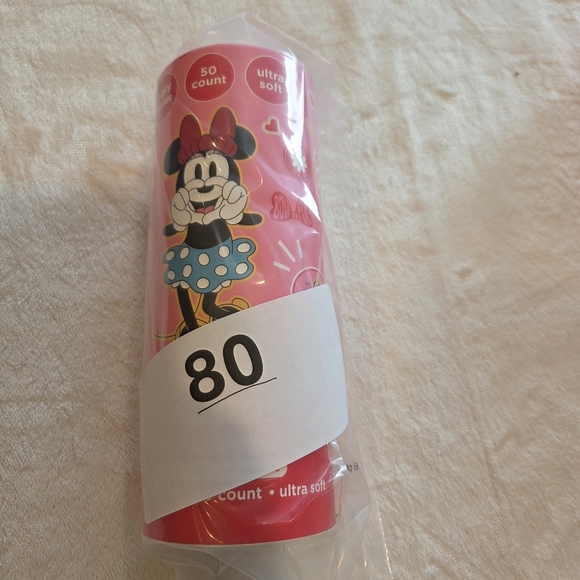 50
count
ultra
soft
80
count • ultra soft